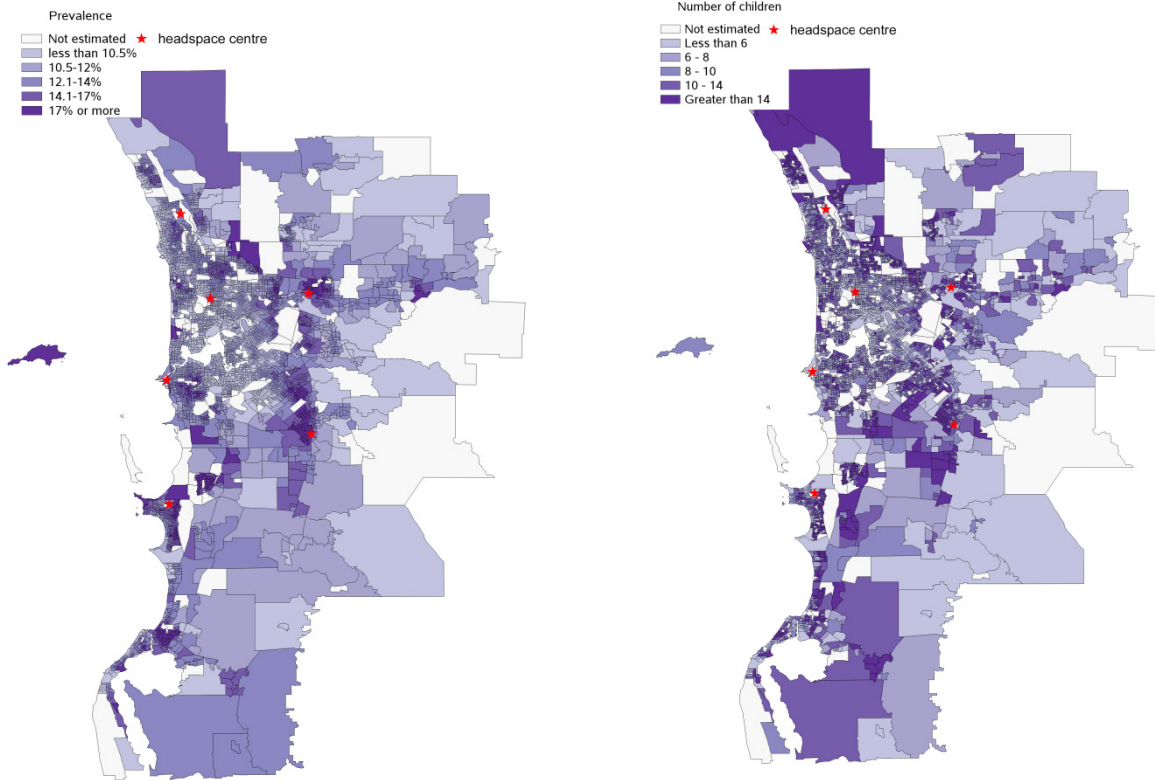 Prevalence
Not estimated
headspace centre
less than 10.5%
10.5-12%
12.1-14%
14.1-17%
17% or more
Number of children
Not estimated
headspace centre
Less than 6
6 - 8
8 - 10
10 - 14
Greater than 14